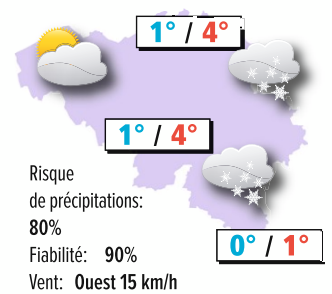 1° / 4°
1° / 4°
Risque
de précipitations:
80%
Fiabilité: 90%
Vent: Ouest 15 km/h
0° / 1°